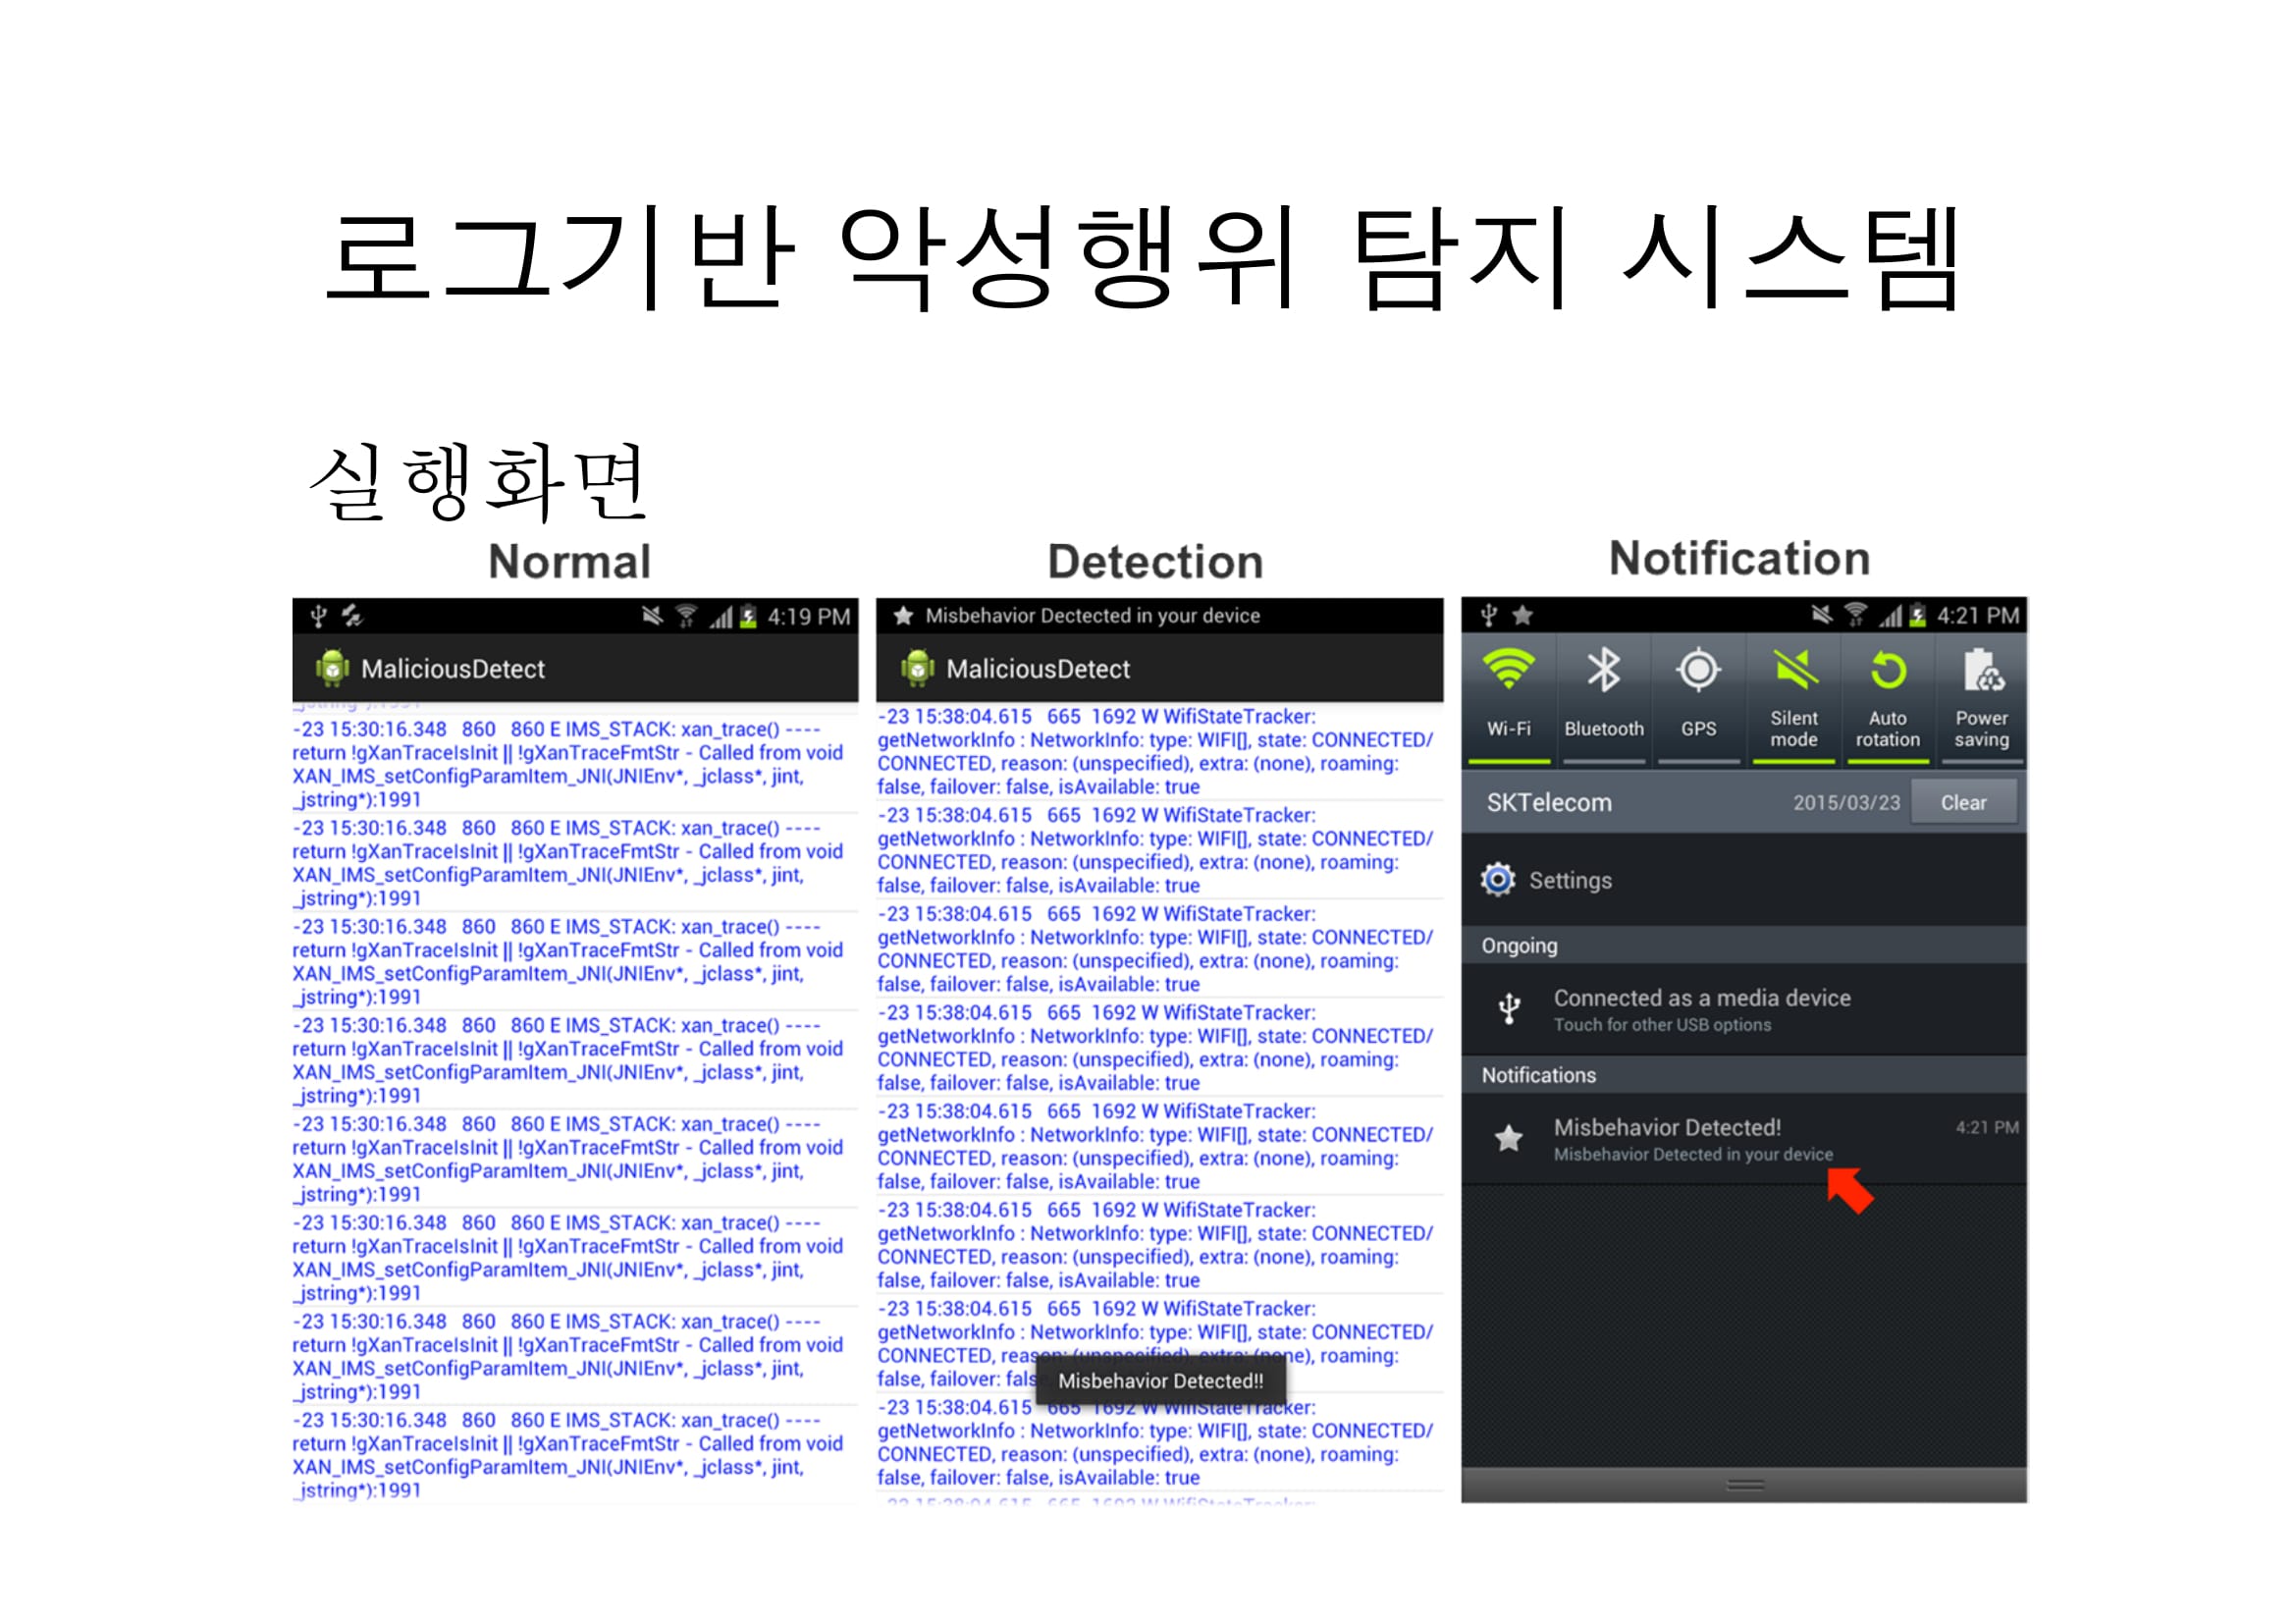 로그기반 악성행위 탐지 시스템
실행화면
Normal
4:19 PM
MaliciousDetect
_jstring*):1991
-23 15:30:16.348 860 860 E IMS_STACK: xan_trace() ----
return !gXanTraceIsInit || !gXanTraceFmtStr - Called from void
XAN_IMS_setConfigParamItem_JNI(JNIEnv*, _jclass*, jint,
_jstring*):1991
-23 15:30:16.348 860 860 E IMS_STACK: xan_trace() ----
return !gXanTraceIsInit || !gXanTraceFmtStr - Called from void
XAN_IMS_setConfigParamItem_JNI(JNIEnv*, _jclass*, jint,
_jstring*):1991
-23 15:30:16.348 860 860 E IMS_STACK: xan_trace() ----
return !gXanTraceIsInit || !gXanTraceFmtStr - Called from void
XAN_IMS_setConfigParamItem_JNI(JNIEnv*, _jclass*, jint,
_jstring*):1991
-23 15:30:16.348 860 860 E IMS_STACK: xan_trace() ----
return !gXanTraceIsInit || !gXanTraceFmtStr - Called from void
XAN_IMS_setConfigParamItem_JNI(JNIEnv*, _jclass*, jint,
_jstring*):1991
-23 15:30:16.348 860 860 E IMS_STACK: xan_trace() ----
return !gXanTraceIsInit || !gXanTraceFmtStr - Called from void
XAN_IMS_setConfigParamItem_JNI(JNIEnv*, _jclass*, jint,
_jstring*):1991
-23 15:30:16.348 860 860 E IMS_STACK: xan_trace() ----
return !gXanTraceIsInit || !gXanTraceFmtStr - Called from void
XAN_IMS_setConfigParamItem_JNI(JNIEnv*, _jclass*, jint,
_jstring*):1991
-23 15:30:16.348 860 860 E IMS_STACK: xan_trace() ----
return !gXanTraceIsInit || !gXanTraceFmtStr - Called from void
XAN_IMS_setConfigParamItem_JNI(JNIEnv*, _jclass*, jint,
_jstring*):1991
-23 15:30:16.348 860 860 E IMS_STACK: xan_trace() ----
return !gXanTraceIsInit || !gXanTraceFmtStr - Called from void
XAN_IMS_setConfigParamItem_JNI(JNIEnv*, _jclass*, jint,
_jstring*):1991
Detection
Misbehavior Dectected in your device
MaliciousDetect
-23 15:38:04.615 665 1692 W WifiStateTracker:
getNetworkInfo : NetworkInfo: type: WIFI[], state: CONNECTED/
CONNECTED, reason: (unspecified), extra: (none), roaming:
false, failover: false, isAvailable: true
-23 15:38:04.615 665 1692 W WifiStateTracker:
getNetworkInfo : NetworkInfo: type: WIFI[], state: CONNECTED/
CONNECTED, reason: (unspecified), extra: (none), roaming:
false, failover: false, isAvailable: true
-23 15:38:04.615 665 1692 W WifiStateTracker:
getNetworkInfo : NetworkInfo: type: WIFI[], state: CONNECTED/
CONNECTED, reason: (unspecified), extra: (none), roaming:
false, failover: false, isAvailable: true
-23 15:38:04.615 665 1692 W WifiStateTracker:
getNetworkInfo : NetworkInfo: type: WIFI[], state: CONNECTED/
CONNECTED, reason: (unspecified), extra: (none), roaming:
false, failover: false, isAvailable: true
-23 15:38:04.615 665 1692 W WifiStateTracker:
getNetworkInfo : NetworkInfo: type: WIFI[], state: CONNECTED/
CONNECTED, reason: (unspecified), extra: (none), roaming:
false, failover: false, isAvailable: true
-23 15:38:04.615 665 1692 W WifiStateTracker:
getNetworkInfo : NetworkInfo: type: WIFI[], state: CONNECTED/
CONNECTED, reason: (unspecified), extra: (none), roaming:
false, failover: false, isAvailable: true
-23 15:38:04.615 665 1692 W WifiStateTracker:
getNetworkInfo : NetworkInfo: type: WIFI[], state: CONNECTED/
CONNECTED, reason: (unspecified), extra: (none), roaming:
false, failover:
Misbehavior Detected!!
-23 15:38:04.615 665 1692 W WifiStateTracker:
getNetworkInfo : NetworkInfo: type: WIFI[], state: CONNECTED/
CONNECTED, reason: (unspecified), extra: (none), roaming:
false, failover: false, isAvailable: true
-23 15:38:04.615 665 1692 W WifiStateTracker:
Notification
4:21 PM
Wi-Fi
Bluetooth
GPS
Silent
mode
Auto
rotation
Power
saving
SKTelecom 2015/03/23 Clear
Settings
Ongoing
Connected as a media device
Touch for other USB options
Notifications
Misbehavior Detected! 4:21 PM
Misbehavior Detected in your device